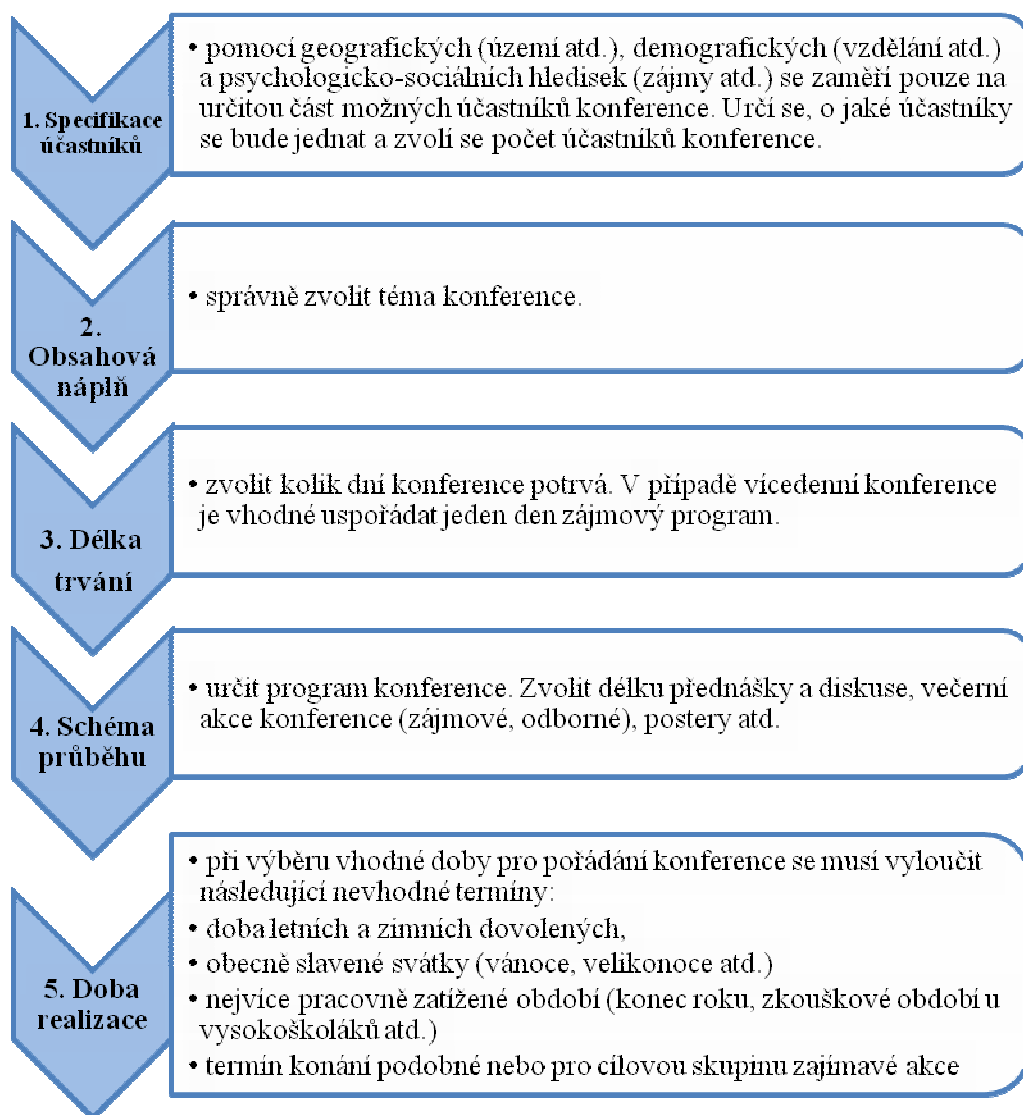 1. Specifikace
účastníků
• pomocí geografických (území atd.), demografických (vzdělání atd.)
a psychologicko-sociálních hledisek (zájmy atd.) se zaměří pouze na
určitou část možných účastníků konference. Určí se, o jaké účastníky
se bude jednat a zvolí se počet účastníků konference.
2.
Obsahová
náplň
• správně zvolit téma konference.
3. Délka
trvání
• zvolit kolik dní konference potrvá. V případě vícedenní konference
je vhodné uspořádat jeden den zájmový program.
4. Schéma
průběhu
• určit program konference. Zvolit délku přednášky a diskuse, večerní
akce konference (zájmové, odborné), postery atd.
5. Doba
realizace
• při výběru vhodné doby pro pořádání konference se musí vyloučit
následující nevhodné termíny:
• doba letních a zimních dovolených,
• obecně slavené svátky (vánoce, velikonoce atd.)
• nejvíce pracovně zatížené období (konec roku, zkouškové období u
vysokoškoláků atd.)
• termín konání podobné nebo pro cílovou skupinu zajímavé akce